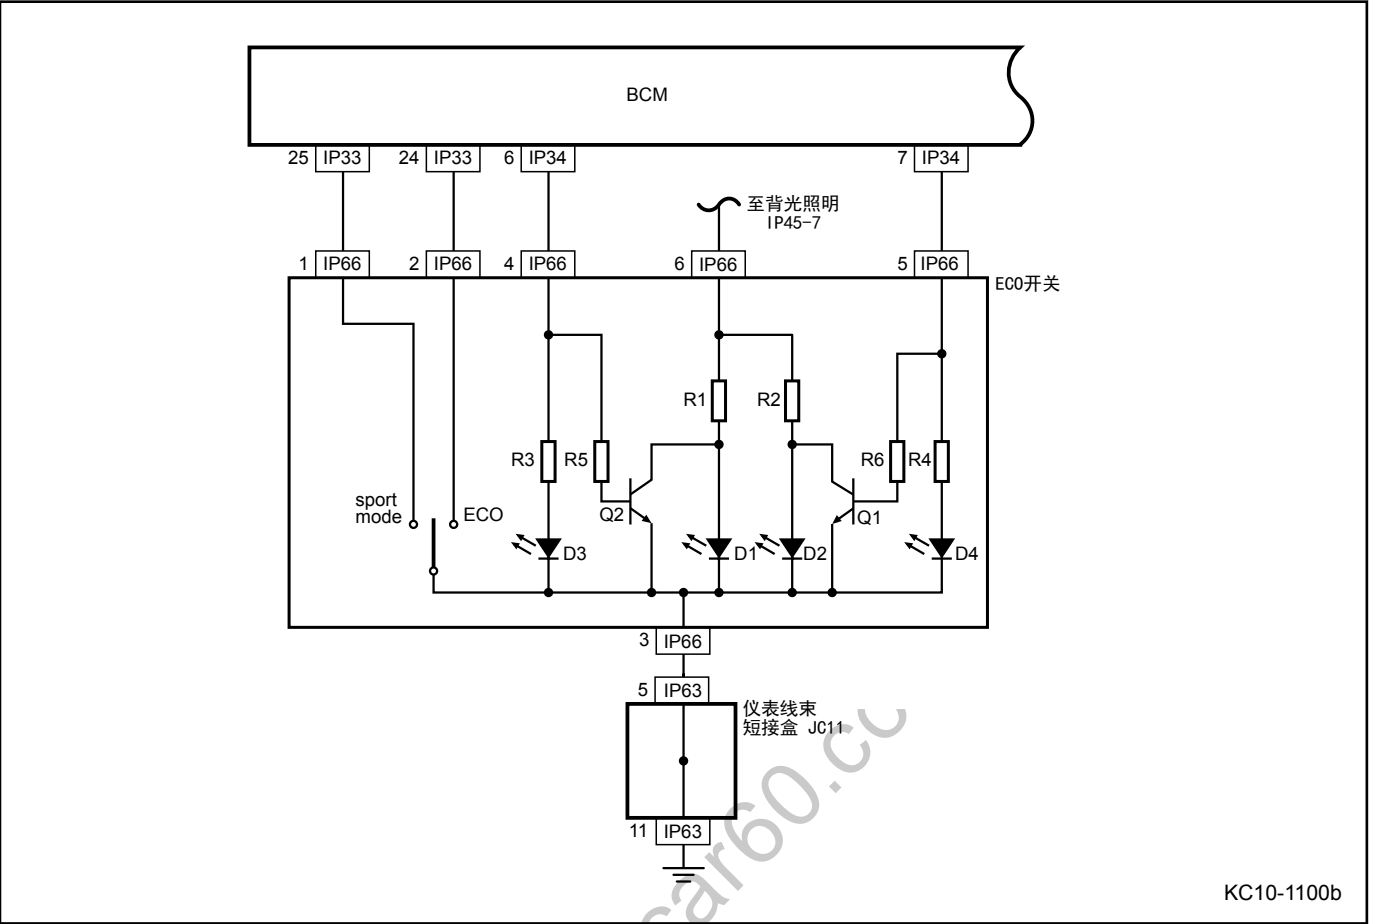 BCM
25 IP33 24 IP33 6 IP34 7 IP34
至背光照明
IP45-7
1 IP66 2 IP66 4 IP66 6 IP66 5 IP66
ECO开关
R1 R2
R3 R5 R6 R4
sport
mode
ECO
Q2 Q1
D3 D1 D2 D4
3 IP66
5 IP63
仪表线束
短接盒 JC11
11 IP63
car60.co
KC10-1100b